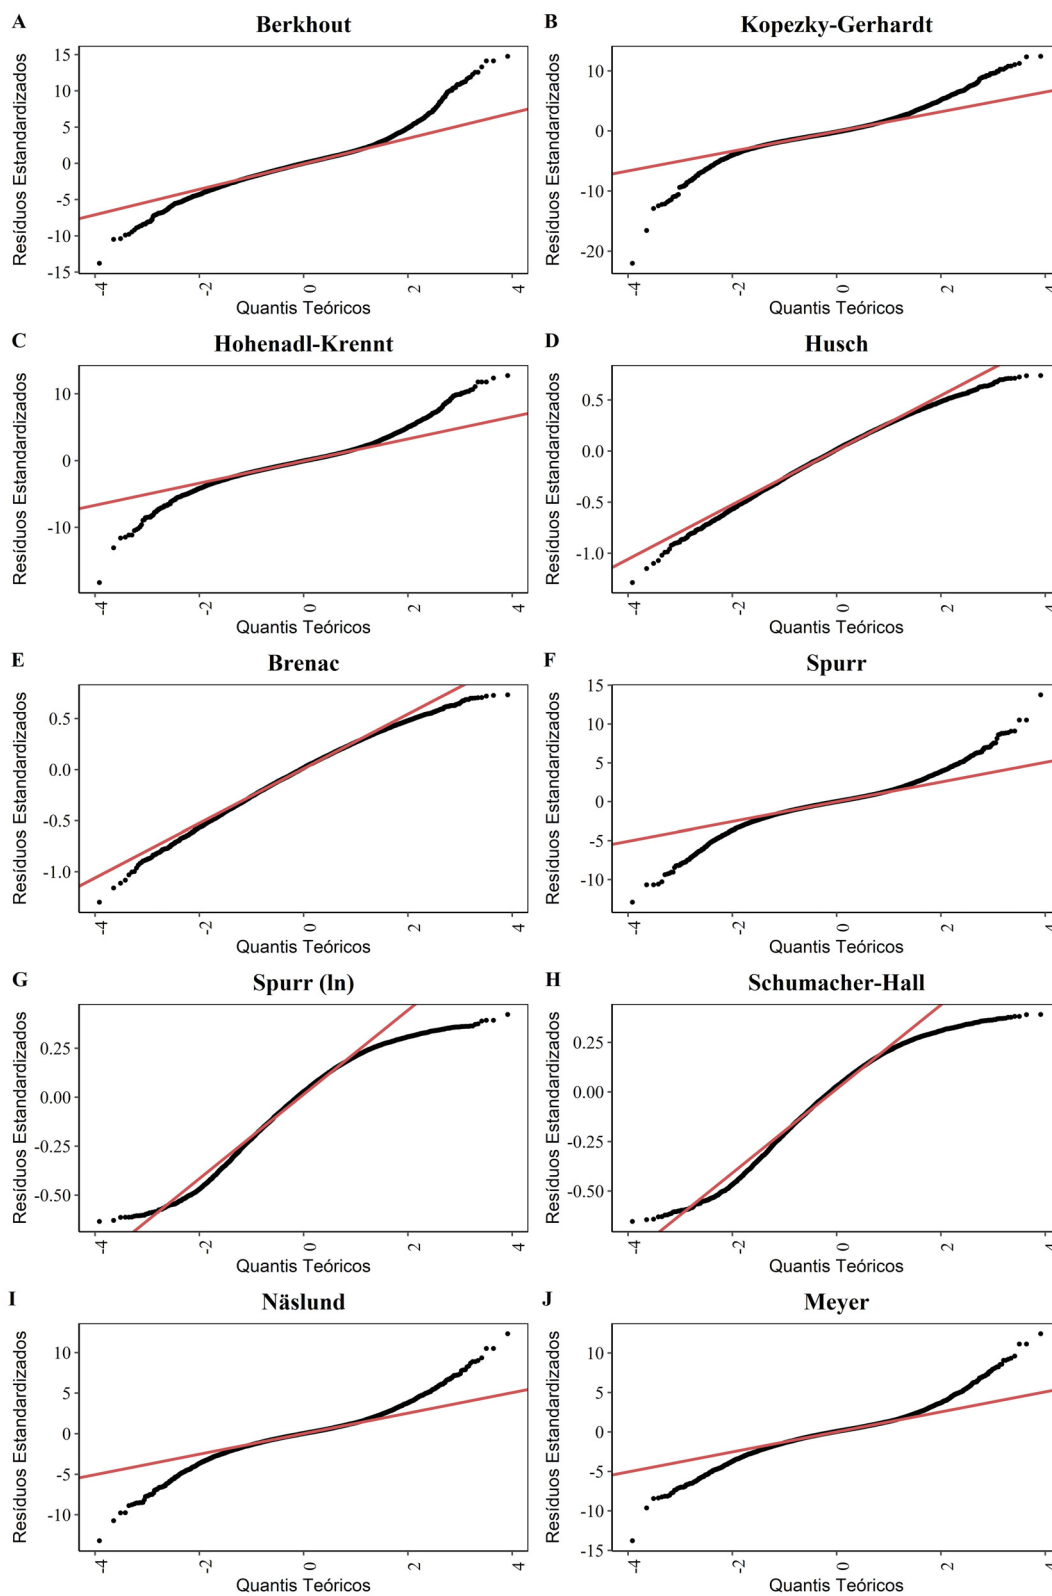 A
Berkhout
Resíduos Estandardizados
15
10
5
0
-5
-10
-15
-4
-2
0
2
4
Quantis Teóricos
B
Kopezky-Gerhardt
Resíduos Estandardizados
10
0
-10
-20
-4
-2
0
2
4
Quantis Teóricos
C
Hohenadl-Krennt
Resíduos Estandardizados
10
0
-10
-4
-2
0
2
4
Quantis Teóricos
D
Husch
Resíduos Estandardizados
0.5
0.0
-0.5
-1.0
-4
-2
0
2
4
Quantis Teóricos
E
Brenac
Resíduos Estandardizados
0.5
0.0
-0.5
-1.0
-4
-2
0
2
4
Quantis Teóricos
F
Spurr
Resíduos Estandardizados
15
10
5
0
-5
-10
-4
-2
0
2
4
Quantis Teóricos
G
Spurr (ln)
Resíduos Estandardizados
0.25
0.00
-0.25
-0.50
-4
-2
0
2
4
Quantis Teóricos
H
Schumacher-Hall
Resíduos Estandardizados
0.25
0.00
-0.25
-0.50
-4
-2
0
2
4
Quantis Teóricos
I
Näslund
Resíduos Estandardizados
10
5
0
-5
-10
-4
-2
0
2
4
Quantis Teóricos
J
Meyer
Resíduos Estandardizados
10
5
0
-5
-10
-15
-4
-2
0
2
4
Quantis Teóricos